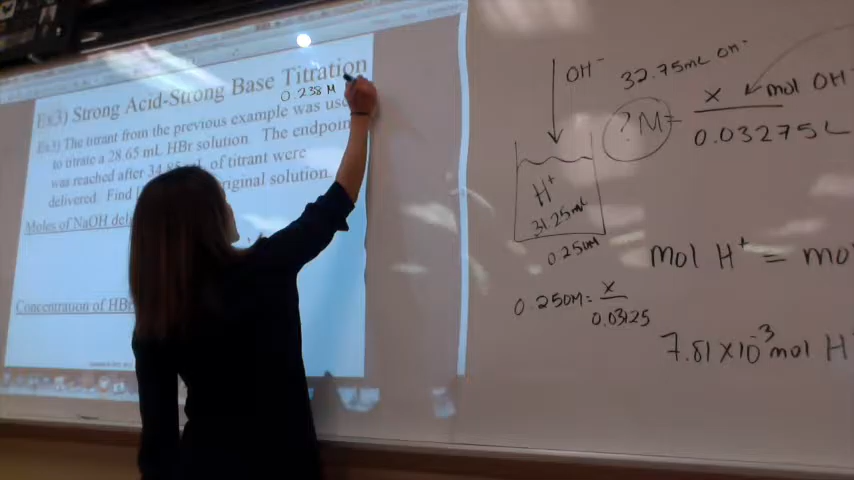 Ex3) Strong Acid-Strong Base Titration
0.238 M
Ex3) The titrant from the previous example was use
to titrate a 28.65 mL HBr solution. The endpoin
was reached after 34.85 mL of titrant were
delivered. Find riginal solution.
Moles of NaOH del
Concentration of HBr
OH⁻
H⁺
31.25mL
0.250M
0.250M = x / 0.03125
32.75mL OH⁻
?M = x mol OH / 0.03275L
mol H⁺ = mo
7.81 x 10⁻³ mol H⁺